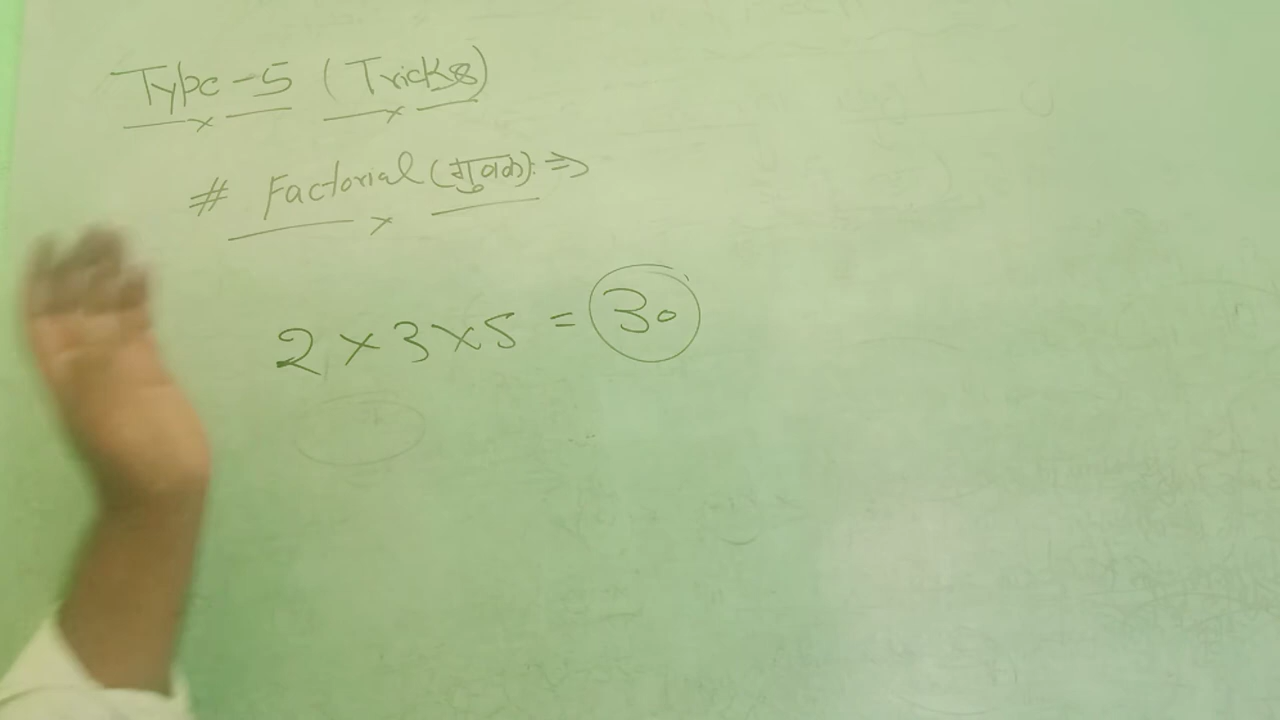 Type-5 (Tricks)
# Factorial (गुणक) ⇒
2 × 3 × 5 = 30